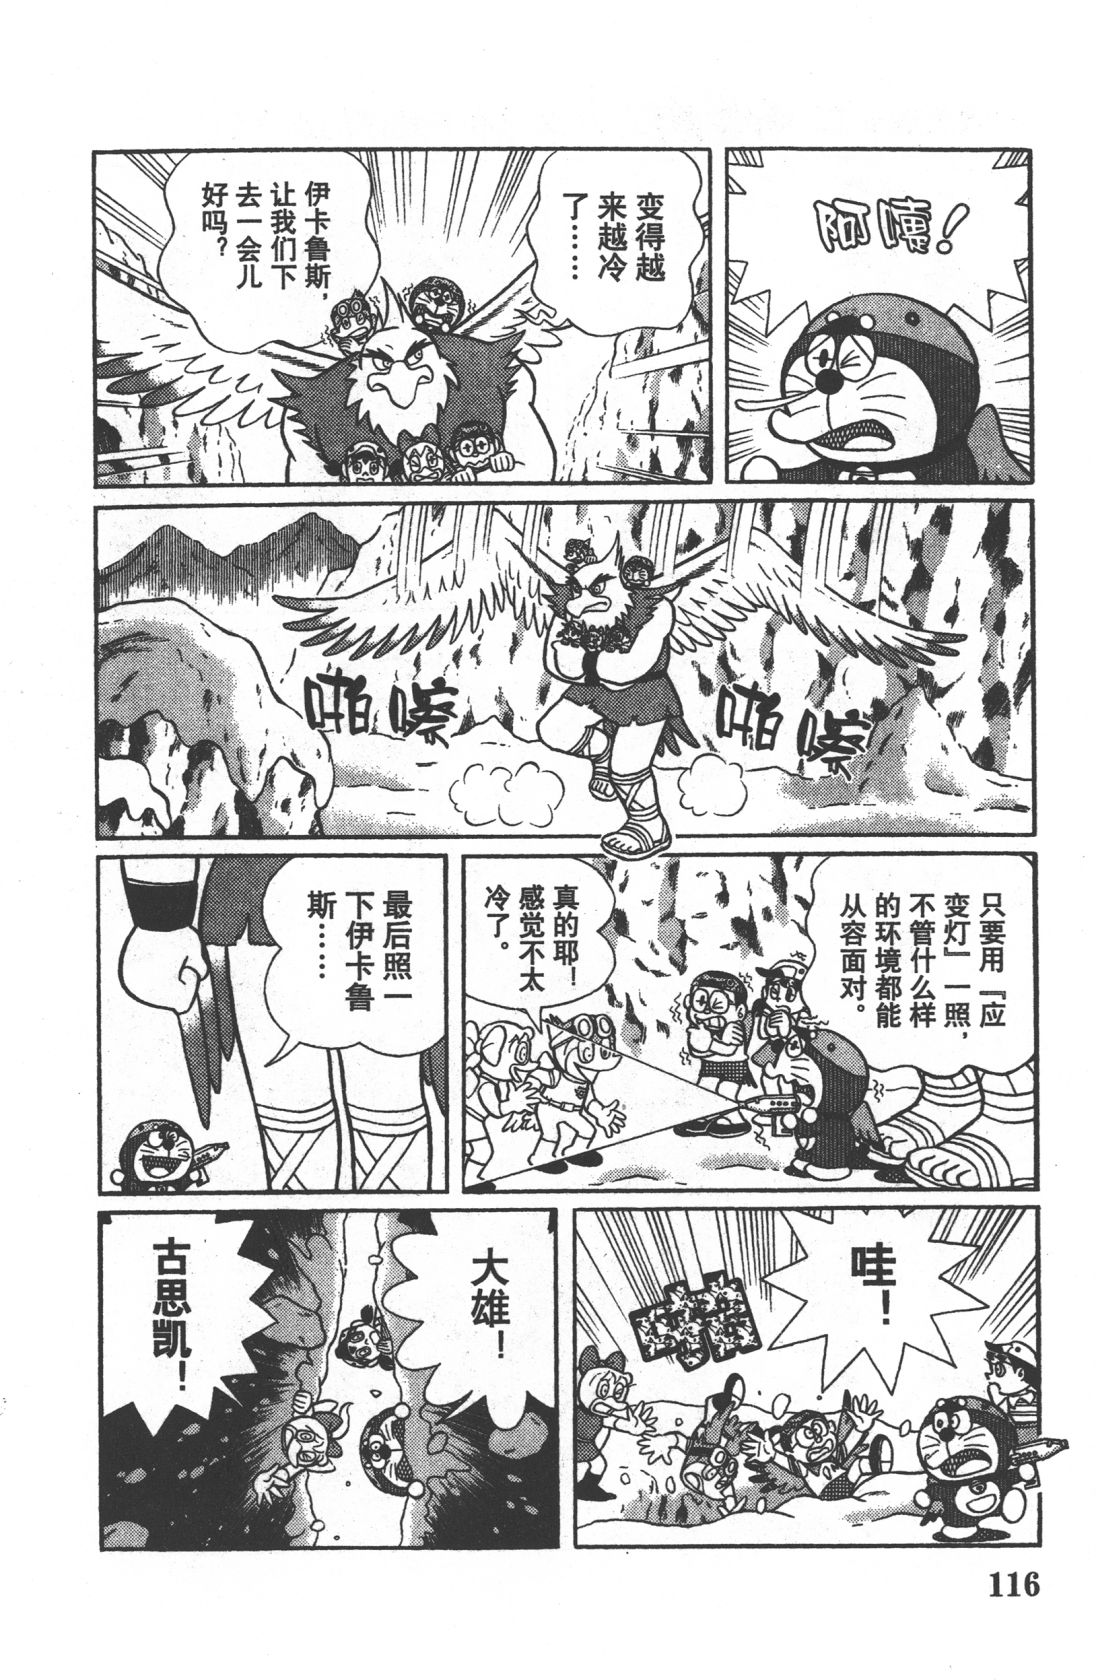 阿嚏！
变得越
来越冷
了……
伊卡鲁斯，
让我们下
去一会儿
好吗？
啪嚓
啪嚓
只要用『应
变灯』一照，
不管什么样
的环境都能
从容面对。
真的耶！
感觉不太
冷了。
最后照一
下伊卡鲁
斯……
哇！
大雄！
古思凯！
116